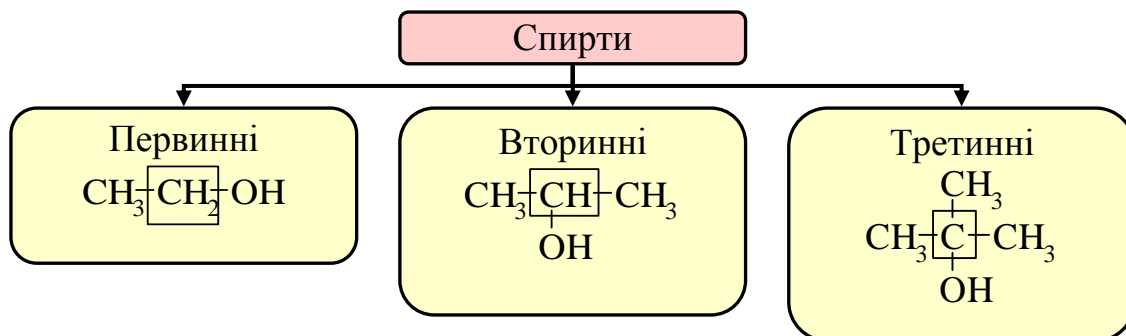 Спирти
Первинні
CH₃-CH₂-OH
Вторинні
CH₃-CH-CH₃
OH
Третинні
CH₃
CH₃-C-CH₃
OH